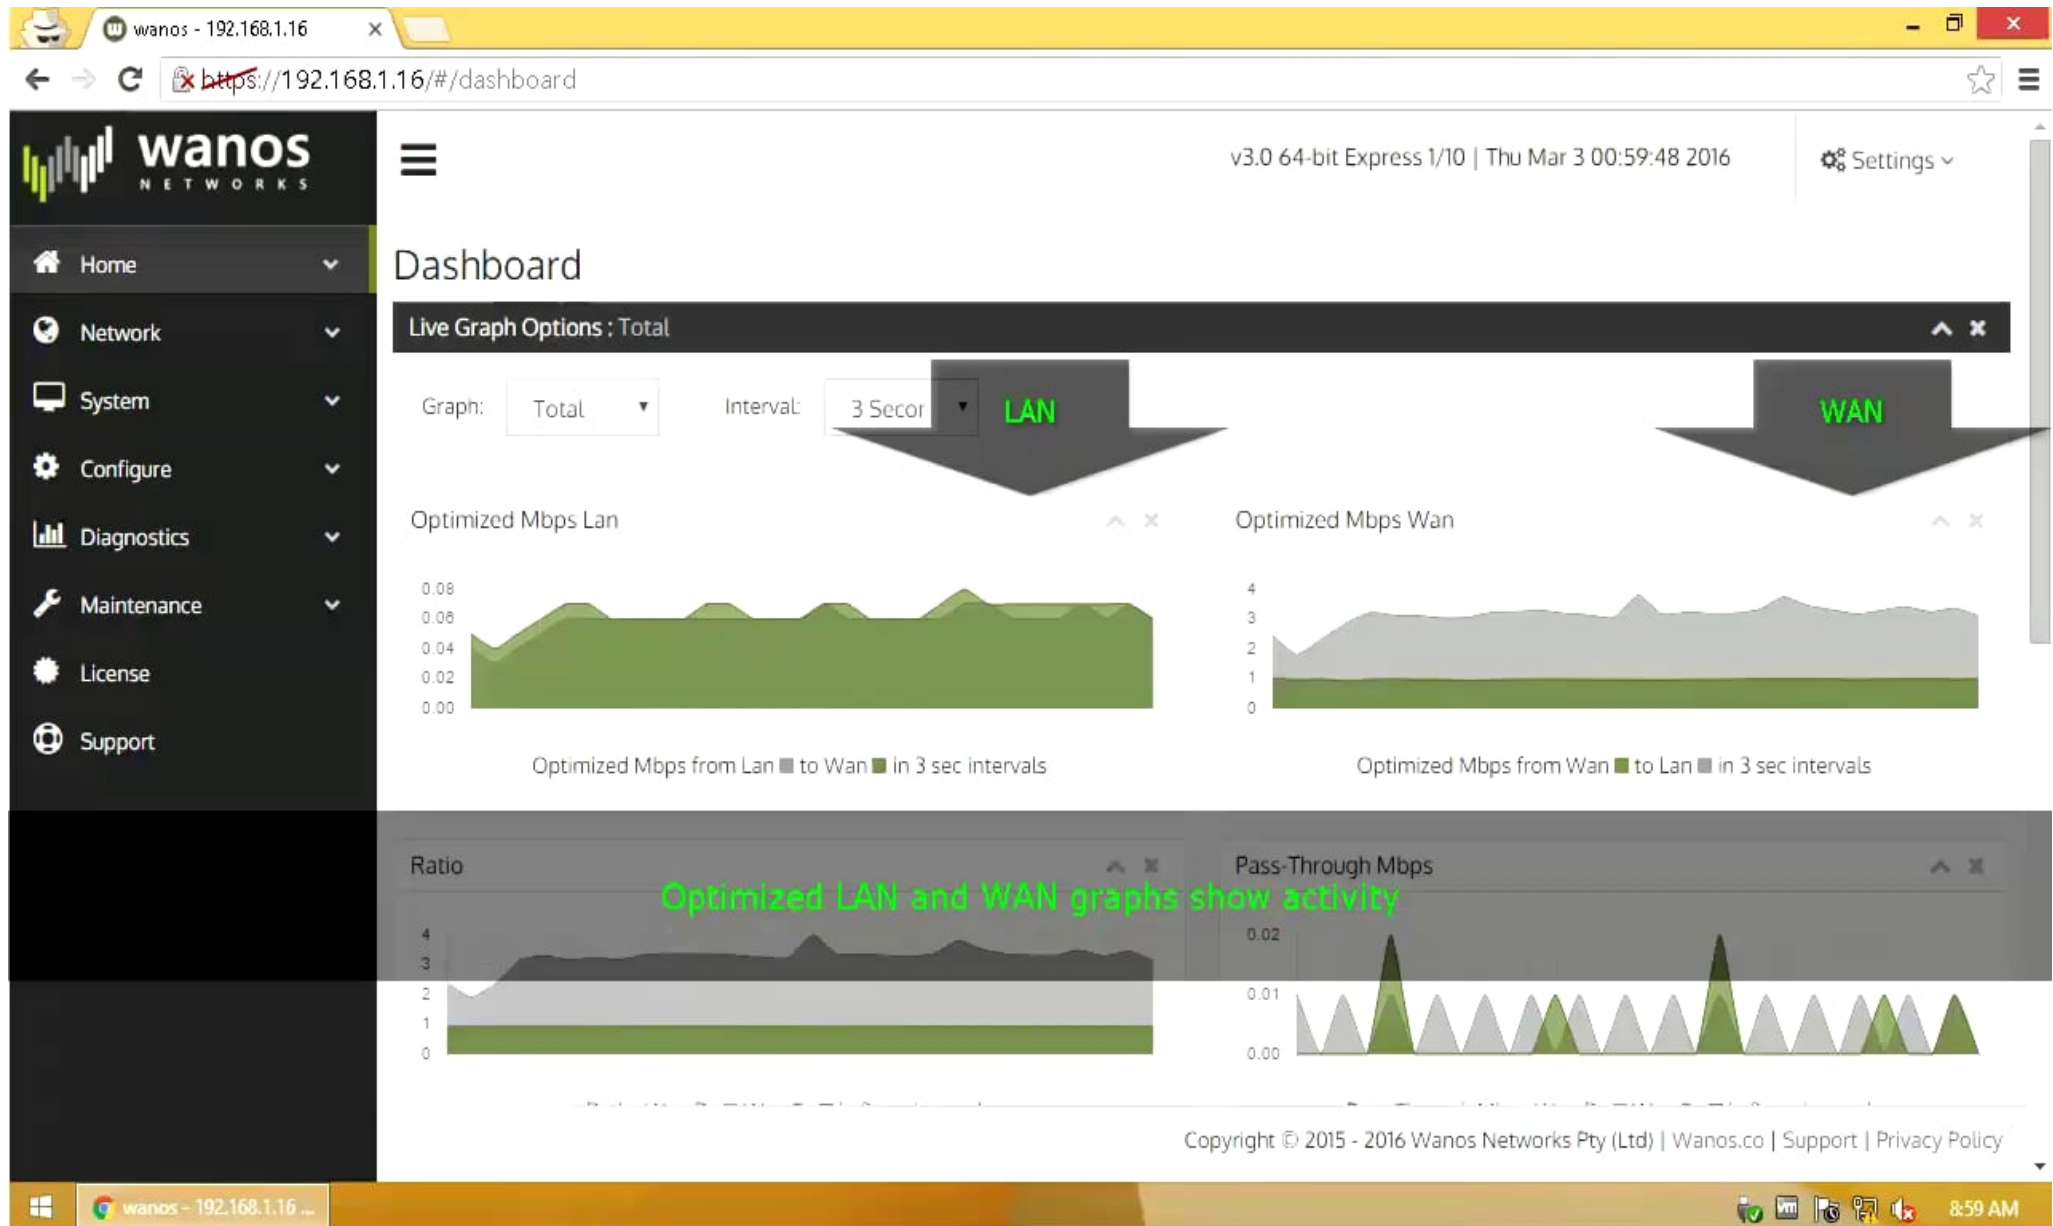 wanos - 192.168.1.16
https://192.168.1.16/#/dashboard
wanos
NETWORKS
v3.0 64-bit Express 1/10 | Thu Mar 3 00:59:48 2016
Settings
Home
Network
System
Configure
Diagnostics
Maintenance
License
Support
Dashboard
Live Graph Options : Total
Graph: Total Interval: 3 Secon
LAN
WAN
Optimized Mbps Lan
0.08
0.06
0.04
0.02
0.00
Optimized Mbps from Lan to Wan in 3 sec intervals
Optimized Mbps Wan
4
3
2
1
0
Optimized Mbps from Wan to Lan in 3 sec intervals
Ratio
4
3
2
1
0
Pass-Through Mbps
0.02
0.01
0.00
Optimized LAN and WAN graphs show activity
Copyright © 2015 - 2016 Wanos Networks Pty (Ltd) | Wanos.co | Support | Privacy Policy
wanos - 192.168.1.16 ...
8:59 AM